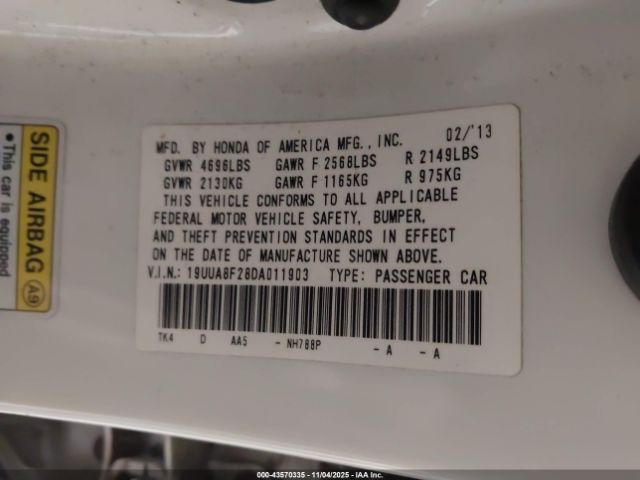 SIDE AIRBAG A9
•This car is equipped
MFD. BY HONDA OF AMERICA MFG., INC. 02/'13
GVWR 4696LBS GAWR F 2568LBS R 2149LBS
GVWR 2130KG GAWR F 1165KG R 975KG
THIS VEHICLE CONFORMS TO ALL APPLICABLE
FEDERAL MOTOR VEHICLE SAFETY, BUMPER,
AND THEFT PREVENTION STANDARDS IN EFFECT
ON THE DATE OF MANUFACTURE SHOWN ABOVE.
V.I.N.: 19UUA8F28DA011903 TYPE: PASSENGER CAR
TK4 D AA5 - NH788P - A - A
000-43570335 - 11/04/2025 - IAA Inc.